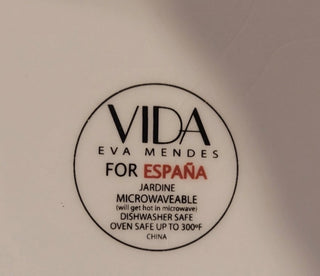 VIDA
EVA MENDES
FOR ESPAÑA
JARDINE
MICROWAVEABLE
(will get hot in microwave)
DISHWASHER SAFE
OVEN SAFE UP TO 300ºF
CHINA